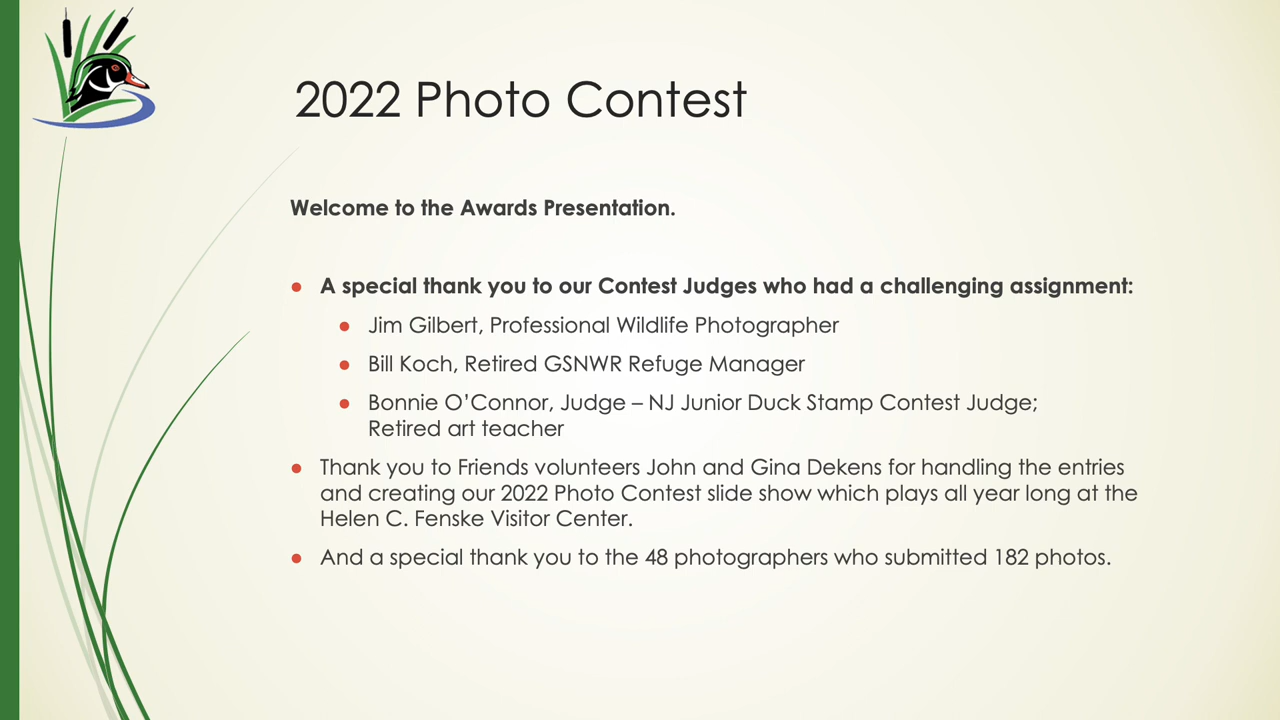 2022 Photo Contest
Welcome to the Awards Presentation.
● A special thank you to our Contest Judges who had a challenging assignment:
● Jim Gilbert, Professional Wildlife Photographer
● Bill Koch, Retired GSNWR Refuge Manager
● Bonnie O’Connor, Judge – NJ Junior Duck Stamp Contest Judge;
Retired art teacher
● Thank you to Friends volunteers John and Gina Dekens for handling the entries
and creating our 2022 Photo Contest slide show which plays all year long at the
Helen C. Fenske Visitor Center.
● And a special thank you to the 48 photographers who submitted 182 photos.